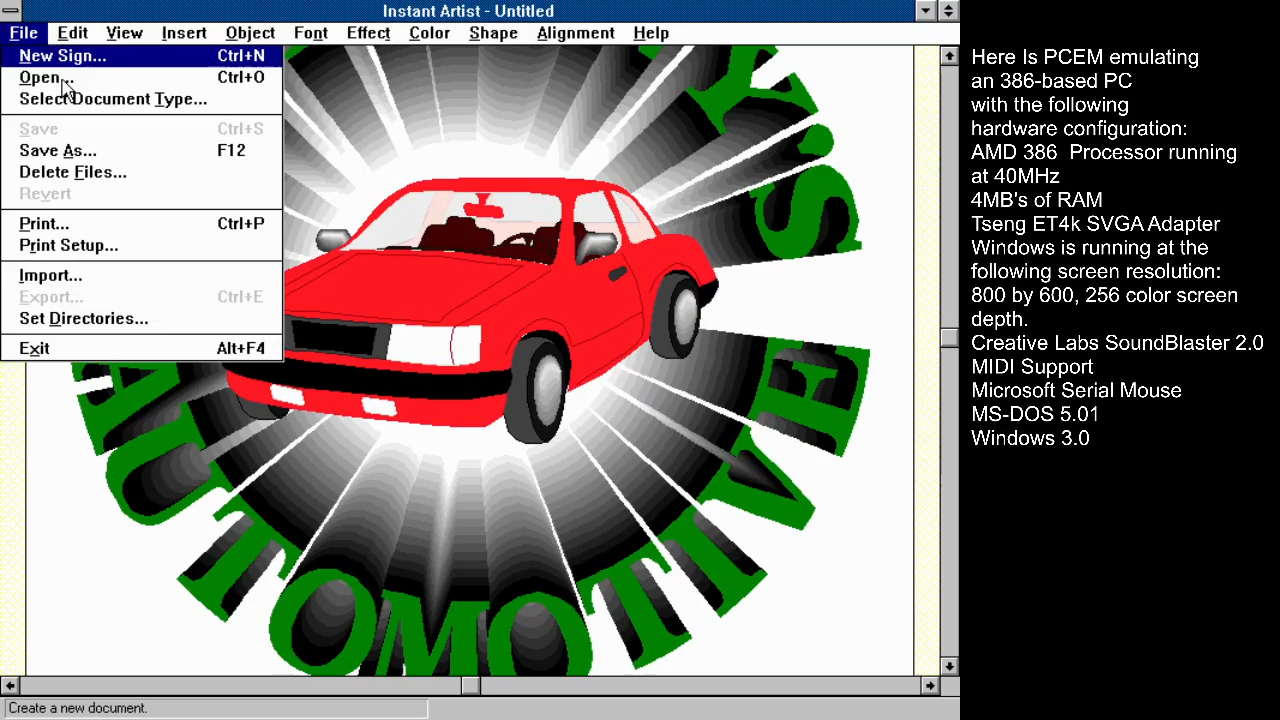 Instant Artist - Untitled
File Edit View Insert Object Font Effect Color Shape Alignment Help
New Sign... Ctrl+N
Open... Ctrl+O
Select Document Type...
Save Ctrl+S
Save As... F12
Delete Files...
Revert
Print... Ctrl+P
Print Setup...
Import...
Export... Ctrl+E
Set Directories...
Exit Alt+F4
Y'S
AUTOMOTIVE
Create a new document.
Here Is PCEM emulating
an 386-based PC
with the following
hardware configuration:
AMD 386 Processor running
at 40MHz
4MB's of RAM
Tseng ET4k SVGA Adapter
Windows is running at the
following screen resolution:
800 by 600, 256 color screen
depth.
Creative Labs SoundBlaster 2.0
MIDI Support
Microsoft Serial Mouse
MS-DOS 5.01
Windows 3.0